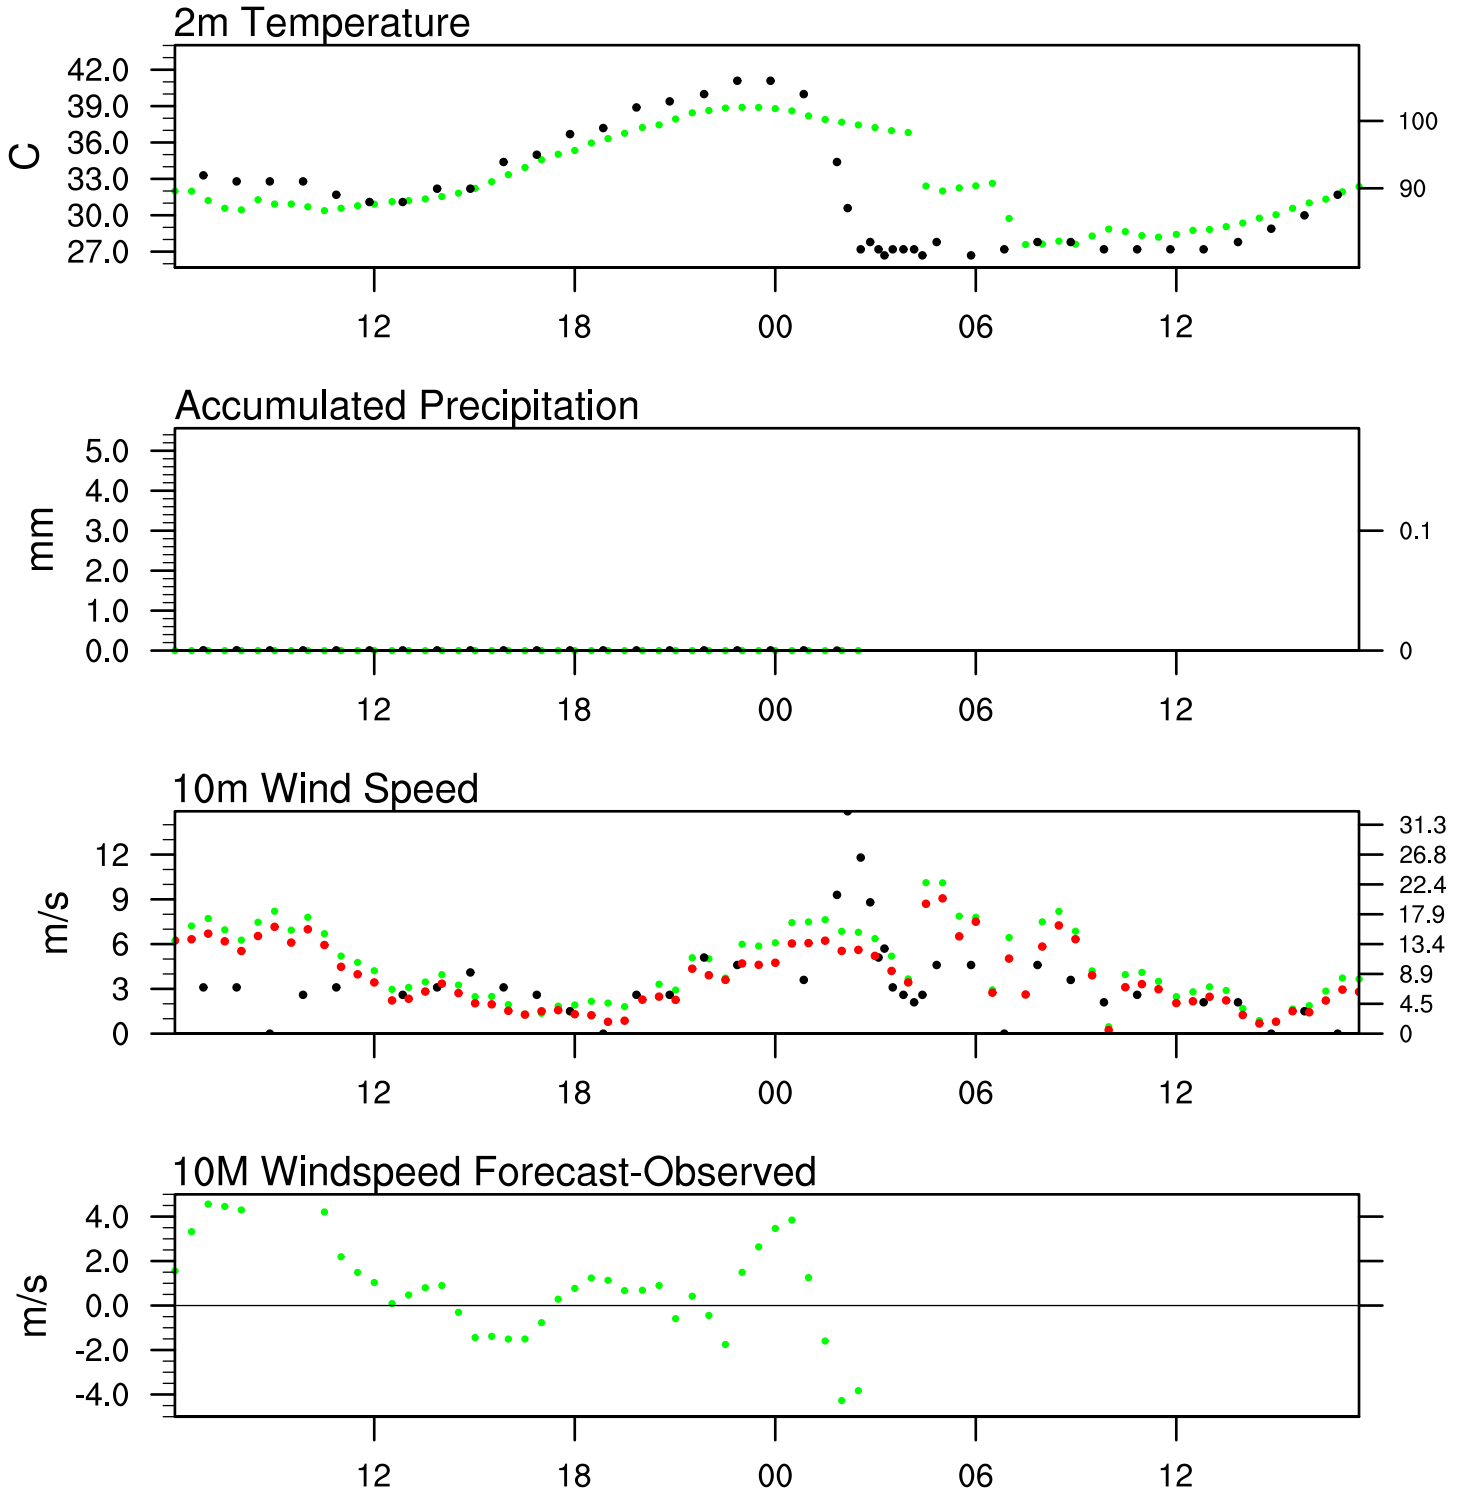 2m Temperature
42.0
39.0
36.0
33.0
30.0
27.0
C
100
90
12 18 00 06 12
Accumulated Precipitation
5.0
4.0
3.0
2.0
1.0
0.0
mm
0.1
0
12 18 00 06 12
10m Wind Speed
12
9
6
3
0
m/s
31.3
26.8
22.4
17.9
13.4
8.9
4.5
0
12 18 00 06 12
10M Windspeed Forecast-Observed
4.0
2.0
0.0
-2.0
-4.0
m/s
12 18 00 06 12